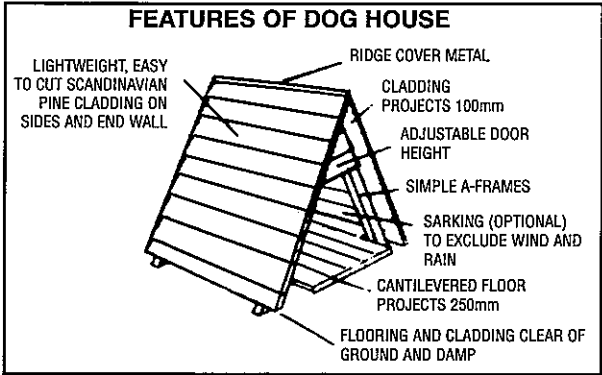 FEATURES OF DOG HOUSE
LIGHTWEIGHT, EASY
TO CUT SCANDINAVIAN
PINE CLADDING ON
SIDES AND END WALL
RIDGE COVER METAL
CLADDING
PROJECTS 100mm
ADJUSTABLE DOOR
HEIGHT
SIMPLE A-FRAMES
SARKING (OPTIONAL)
TO EXCLUDE WIND AND
RAIN
CANTILEVERED FLOOR
PROJECTS 250mm
FLOORING AND CLADDING CLEAR OF
GROUND AND DAMP